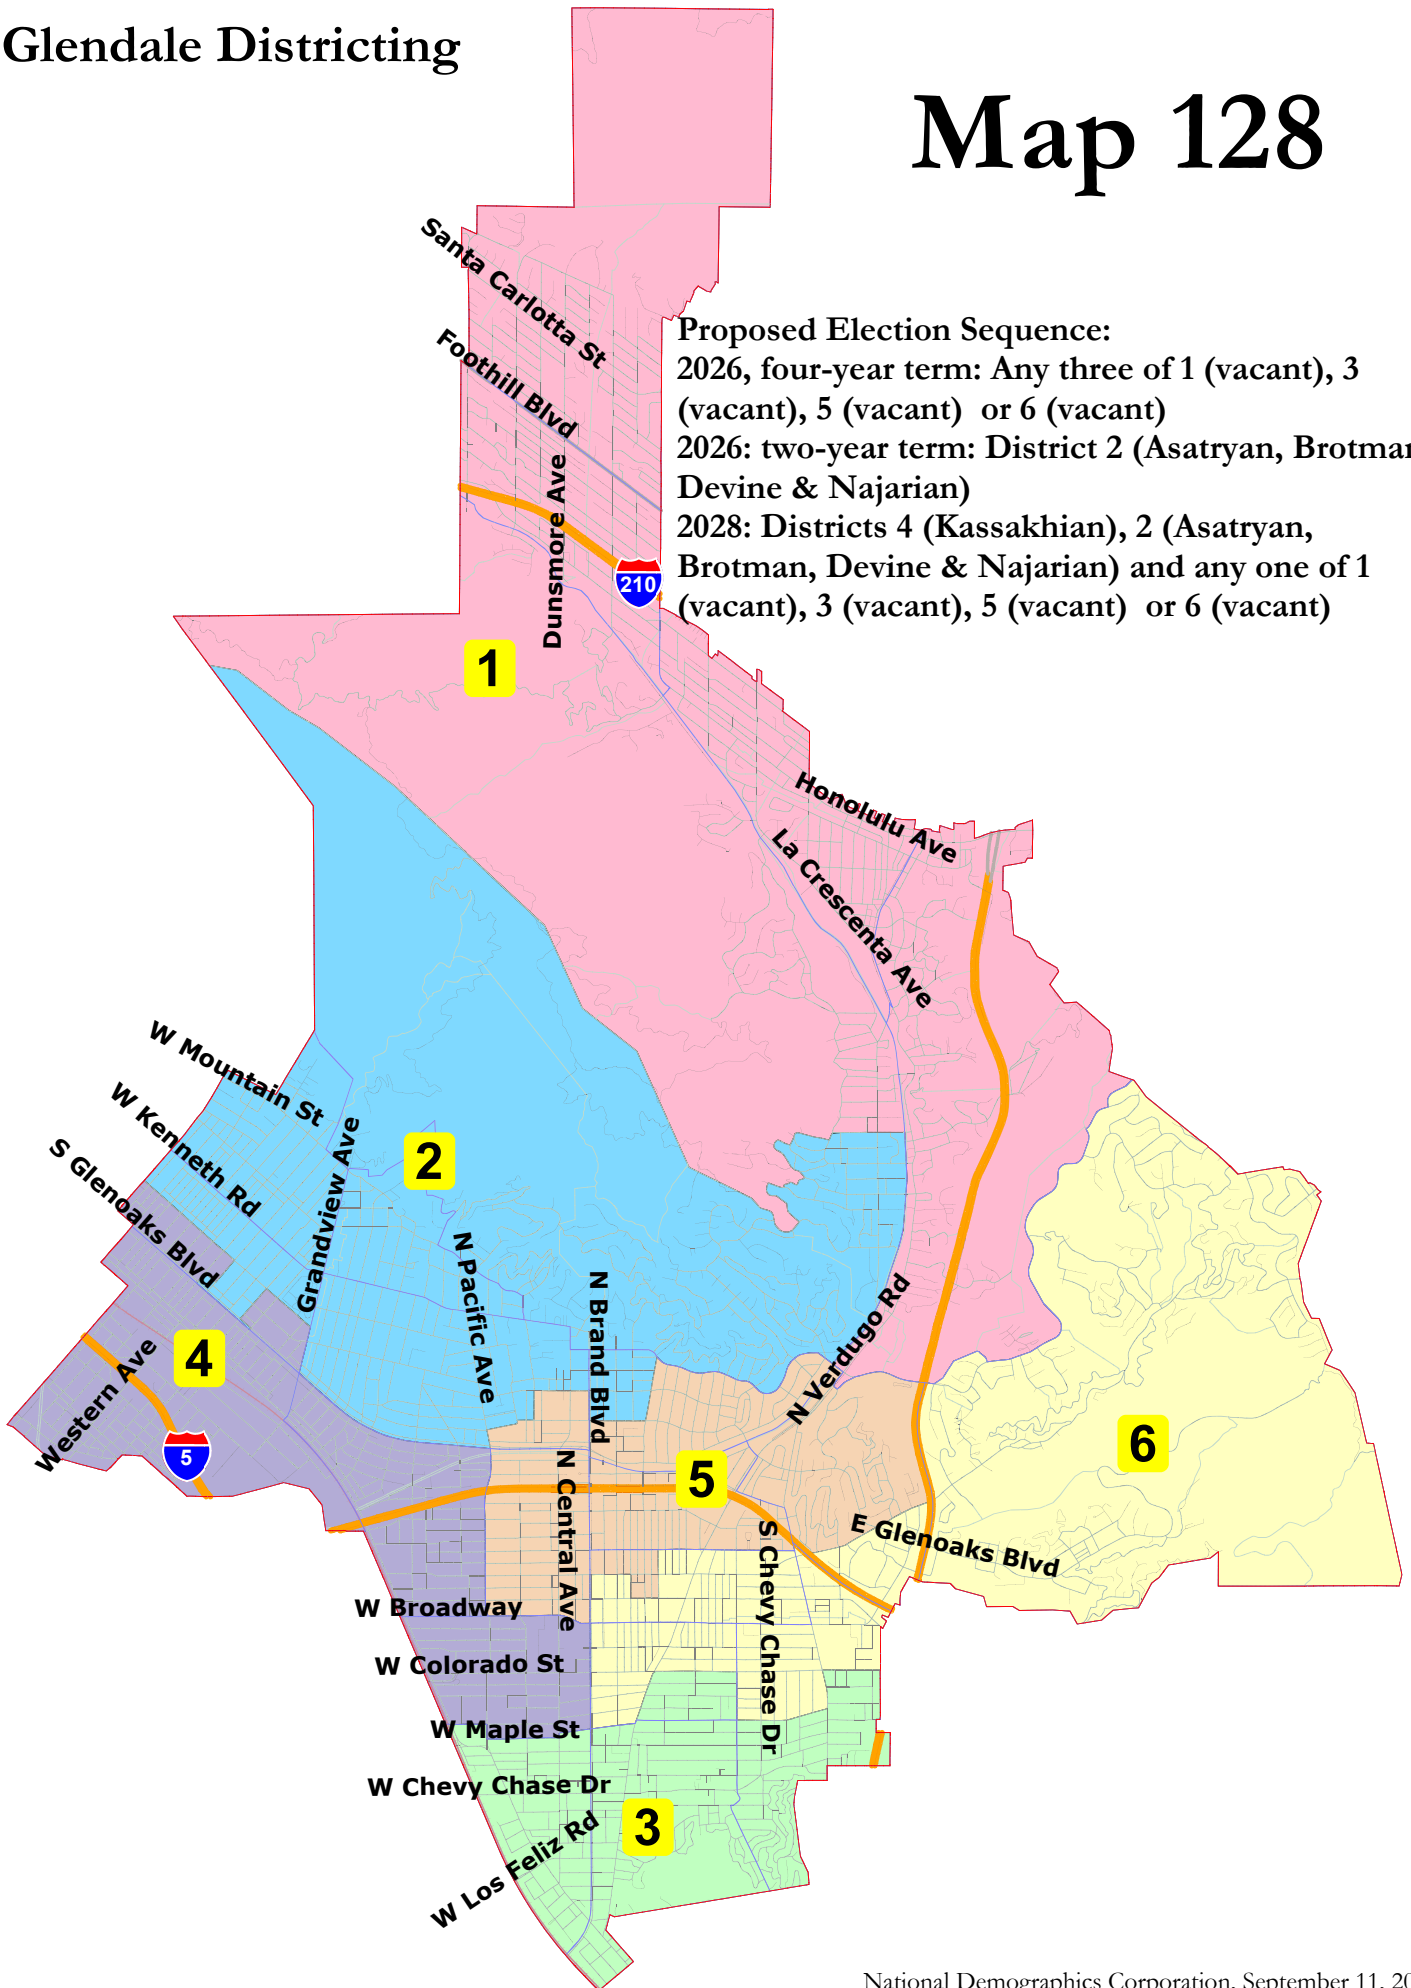 Glendale Districting
Map 128
Santa Carlotta St
Foothill Blvd
Proposed Election Sequence:
2026, four-year term: Any three of 1 (vacant), 3
(vacant), 5 (vacant) or 6 (vacant)
2026: two-year term: District 2 (Asatryan, Brotman
Devine & Najarian)
2028: Districts 4 (Kassakhian), 2 (Asatryan,
Brotman, Devine & Najarian) and any one of 1
(vacant), 3 (vacant), 5 (vacant) or 6 (vacant)
Dunsmore Ave
210
1
Honolulu Ave
La Crescenta Ave
W Mountain St
W Kenneth Rd
S Glenoaks Blvd
Grandview Ave
2
N Pacific Ave
N Brand Blvd
N Verdugo Rd
4
Western Ave
5
6
5
N Central Ave
S Chevy Chase Dr
E Glenoaks Blvd
W Broadway
W Colorado St
W Maple St
W Chevy Chase Dr
3
W Los Feliz Rd
National Demographics Corporation, September 11, 20